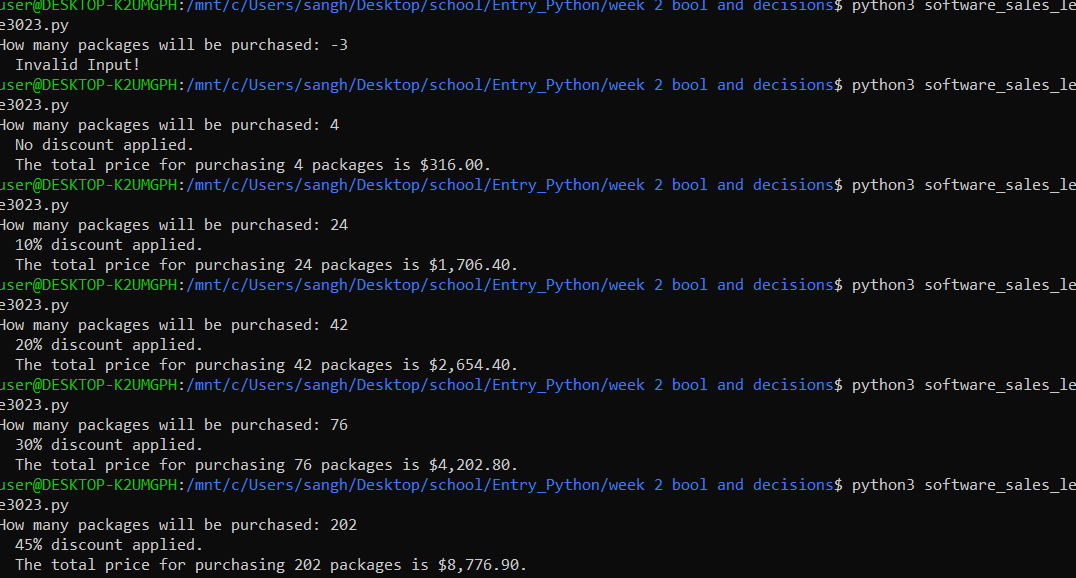 user@DESKTOP-K2UMGPH:/mnt/c/Users/sangh/Desktop/school/Entry_Python/week 2 bool and decisions$ python3 software_sales_le
e3023.py
How many packages will be purchased: -3
  Invalid Input!
user@DESKTOP-K2UMGPH:/mnt/c/Users/sangh/Desktop/school/Entry_Python/week 2 bool and decisions$ python3 software_sales_le
e3023.py
How many packages will be purchased: 4
  No discount applied.
  The total price for purchasing 4 packages is $316.00.
user@DESKTOP-K2UMGPH:/mnt/c/Users/sangh/Desktop/school/Entry_Python/week 2 bool and decisions$ python3 software_sales_le
e3023.py
How many packages will be purchased: 24
  10% discount applied.
  The total price for purchasing 24 packages is $1,706.40.
user@DESKTOP-K2UMGPH:/mnt/c/Users/sangh/Desktop/school/Entry_Python/week 2 bool and decisions$ python3 software_sales_le
e3023.py
How many packages will be purchased: 42
  20% discount applied.
  The total price for purchasing 42 packages is $2,654.40.
user@DESKTOP-K2UMGPH:/mnt/c/Users/sangh/Desktop/school/Entry_Python/week 2 bool and decisions$ python3 software_sales_le
e3023.py
How many packages will be purchased: 76
  30% discount applied.
  The total price for purchasing 76 packages is $4,202.80.
user@DESKTOP-K2UMGPH:/mnt/c/Users/sangh/Desktop/school/Entry_Python/week 2 bool and decisions$ python3 software_sales_le
e3023.py
How many packages will be purchased: 202
  45% discount applied.
  The total price for purchasing 202 packages is $8,776.90.